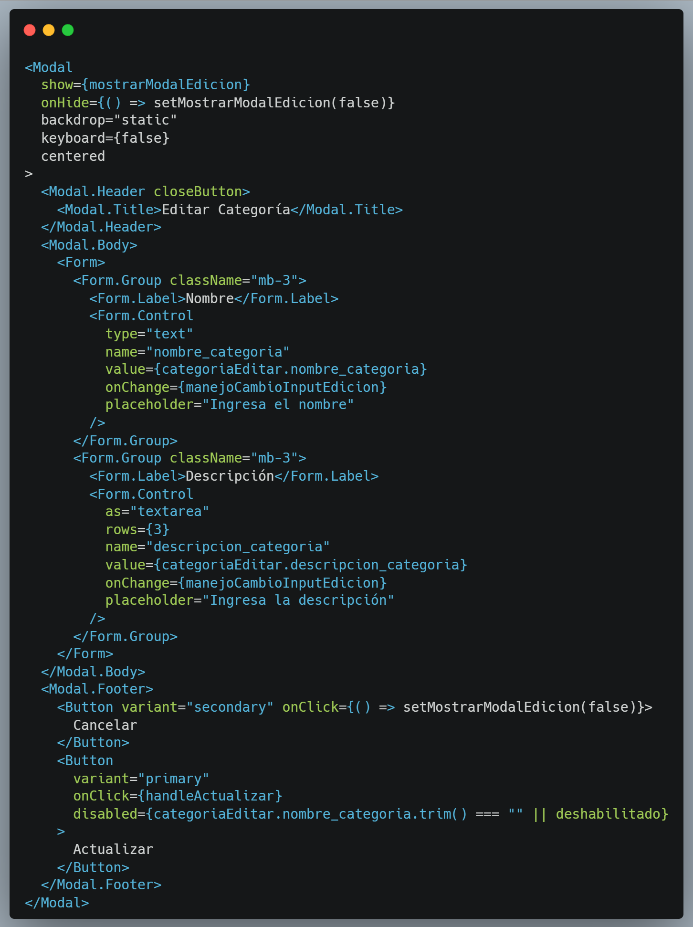 <Modal
  show={mostrarModalEdicion}
  onHide={() => setMostrarModalEdicion(false)}
  backdrop="static"
  keyboard={false}
  centered
>
  <Modal.Header closeButton>
    <Modal.Title>Editar Categoría</Modal.Title>
  </Modal.Header>
  <Modal.Body>
    <Form>
      <Form.Group className="mb-3">
        <Form.Label>Nombre</Form.Label>
        <Form.Control
          type="text"
          name="nombre_categoria"
          value={categoriaEditar.nombre_categoria}
          onChange={manejoCambioInputEdicion}
          placeholder="Ingresa el nombre"
        />
      </Form.Group>
      <Form.Group className="mb-3">
        <Form.Label>Descripción</Form.Label>
        <Form.Control
          as="textarea"
          rows={3}
          name="descripcion_categoria"
          value={categoriaEditar.descripcion_categoria}
          onChange={manejoCambioInputEdicion}
          placeholder="Ingresa la descripción"
        />
      </Form.Group>
    </Form>
  </Modal.Body>
  <Modal.Footer>
    <Button variant="secondary" onClick={() => setMostrarModalEdicion(false)}>
      Cancelar
    </Button>
    <Button
      variant="primary"
      onClick={handleActualizar}
      disabled={categoriaEditar.nombre_categoria.trim() === "" || deshabilitado}
    >
      Actualizar
    </Button>
  </Modal.Footer>
</Modal>